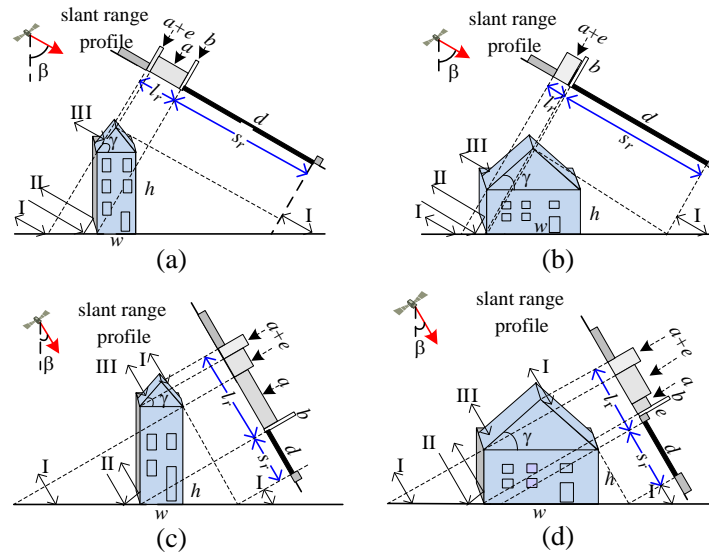 slant range
profile
a+e
a
b
β
l_r
d
s_r
III
γ
II
I
h
I
w
(a)
slant range
profile
a+e
b
β
l_r
d
s_r
III
γ
II
I
h
I
w
(b)
slant range
profile
a+e
a
b
β
III
I
γ
l_r
d
s_r
I
II
h
I
w
(c)
slant range
profile
a+e
a
b
e
β
I
III
γ
l_r
d
s_r
II
I
h
I
w
(d)